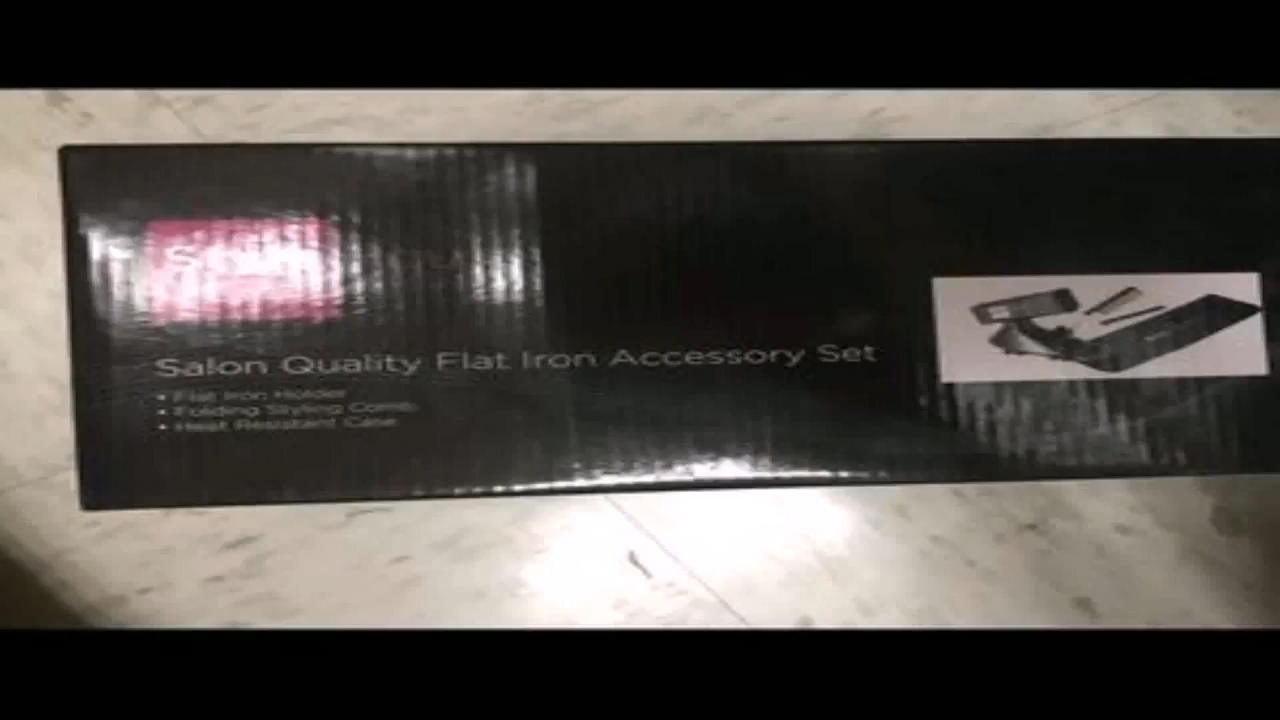 Salon Quality Flat Iron Accessory Set
• Flat Iron Holder
• Folding Styling Comb
• Heat Resistant Case